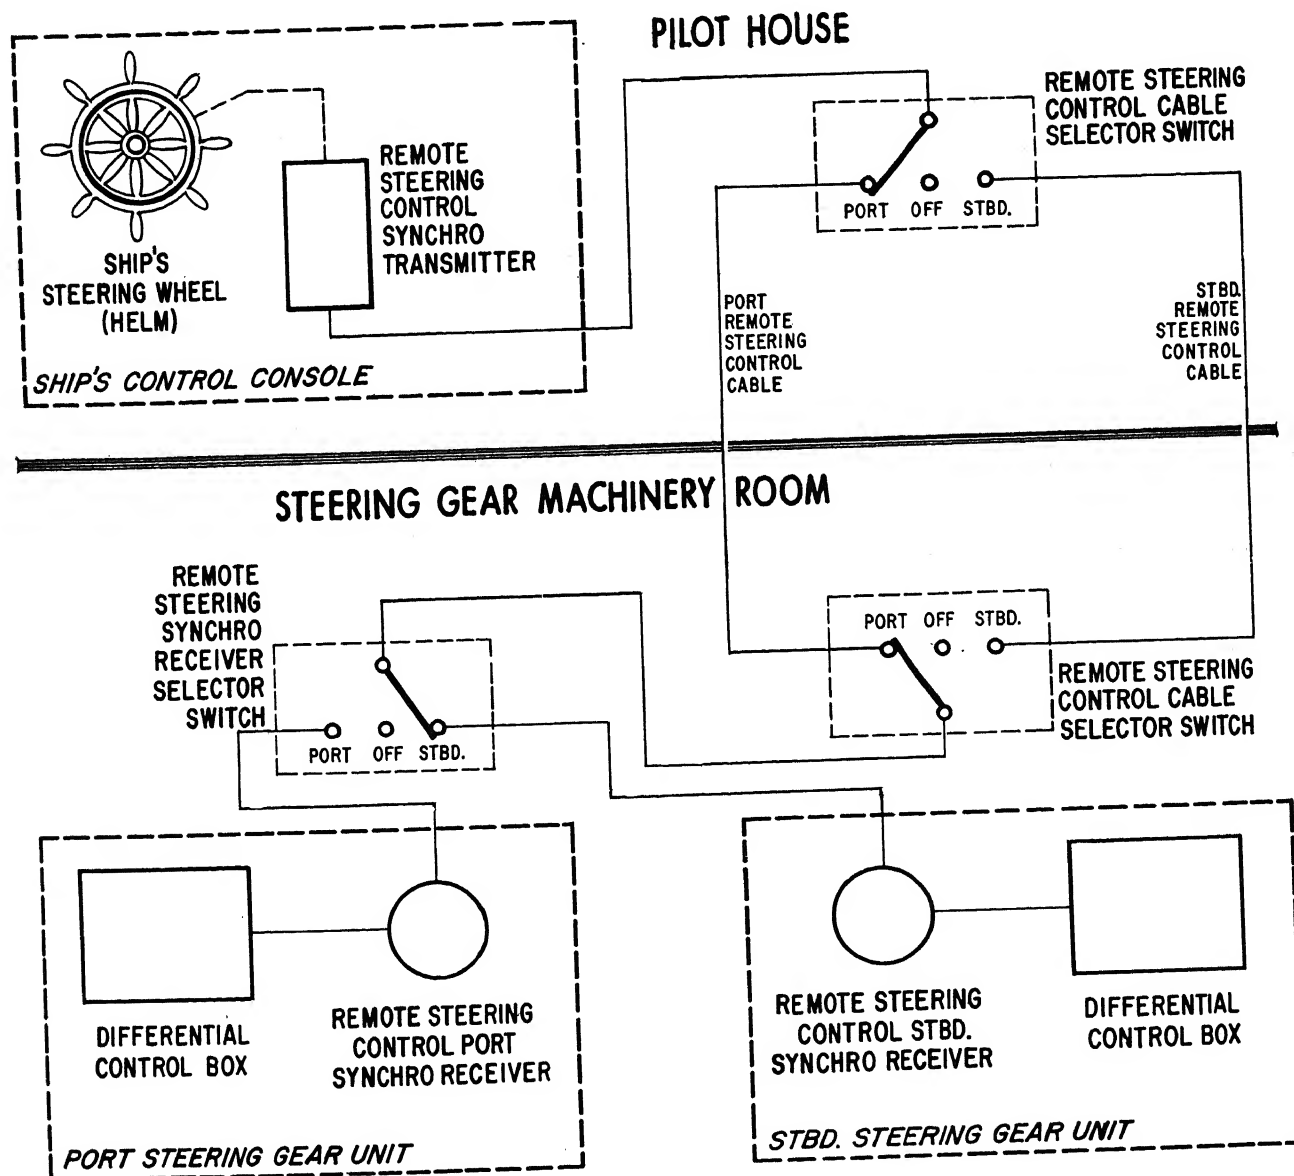 PILOT HOUSE
REMOTE STEERING
CONTROL CABLE
SELECTOR SWITCH
REMOTE
STEERING
CONTROL
SYNCHRO
TRANSMITTER
SHIP'S
STEERING WHEEL
(HELM)
SHIP'S CONTROL CONSOLE
PORT OFF STBD.
PORT
REMOTE
STEERING
CONTROL
CABLE
STBD.
REMOTE
STEERING
CONTROL
CABLE
STEERING GEAR MACHINERY ROOM
REMOTE
STEERING
SYNCHRO
RECEIVER
SELECTOR
SWITCH
PORT OFF STBD.
PORT OFF STBD.
REMOTE STEERING
CONTROL CABLE
SELECTOR SWITCH
DIFFERENTIAL
CONTROL BOX
REMOTE STEERING
CONTROL PORT
SYNCHRO RECEIVER
PORT STEERING GEAR UNIT
REMOTE STEERING
CONTROL STBD.
SYNCHRO RECEIVER
DIFFERENTIAL
CONTROL BOX
STBD. STEERING GEAR UNIT